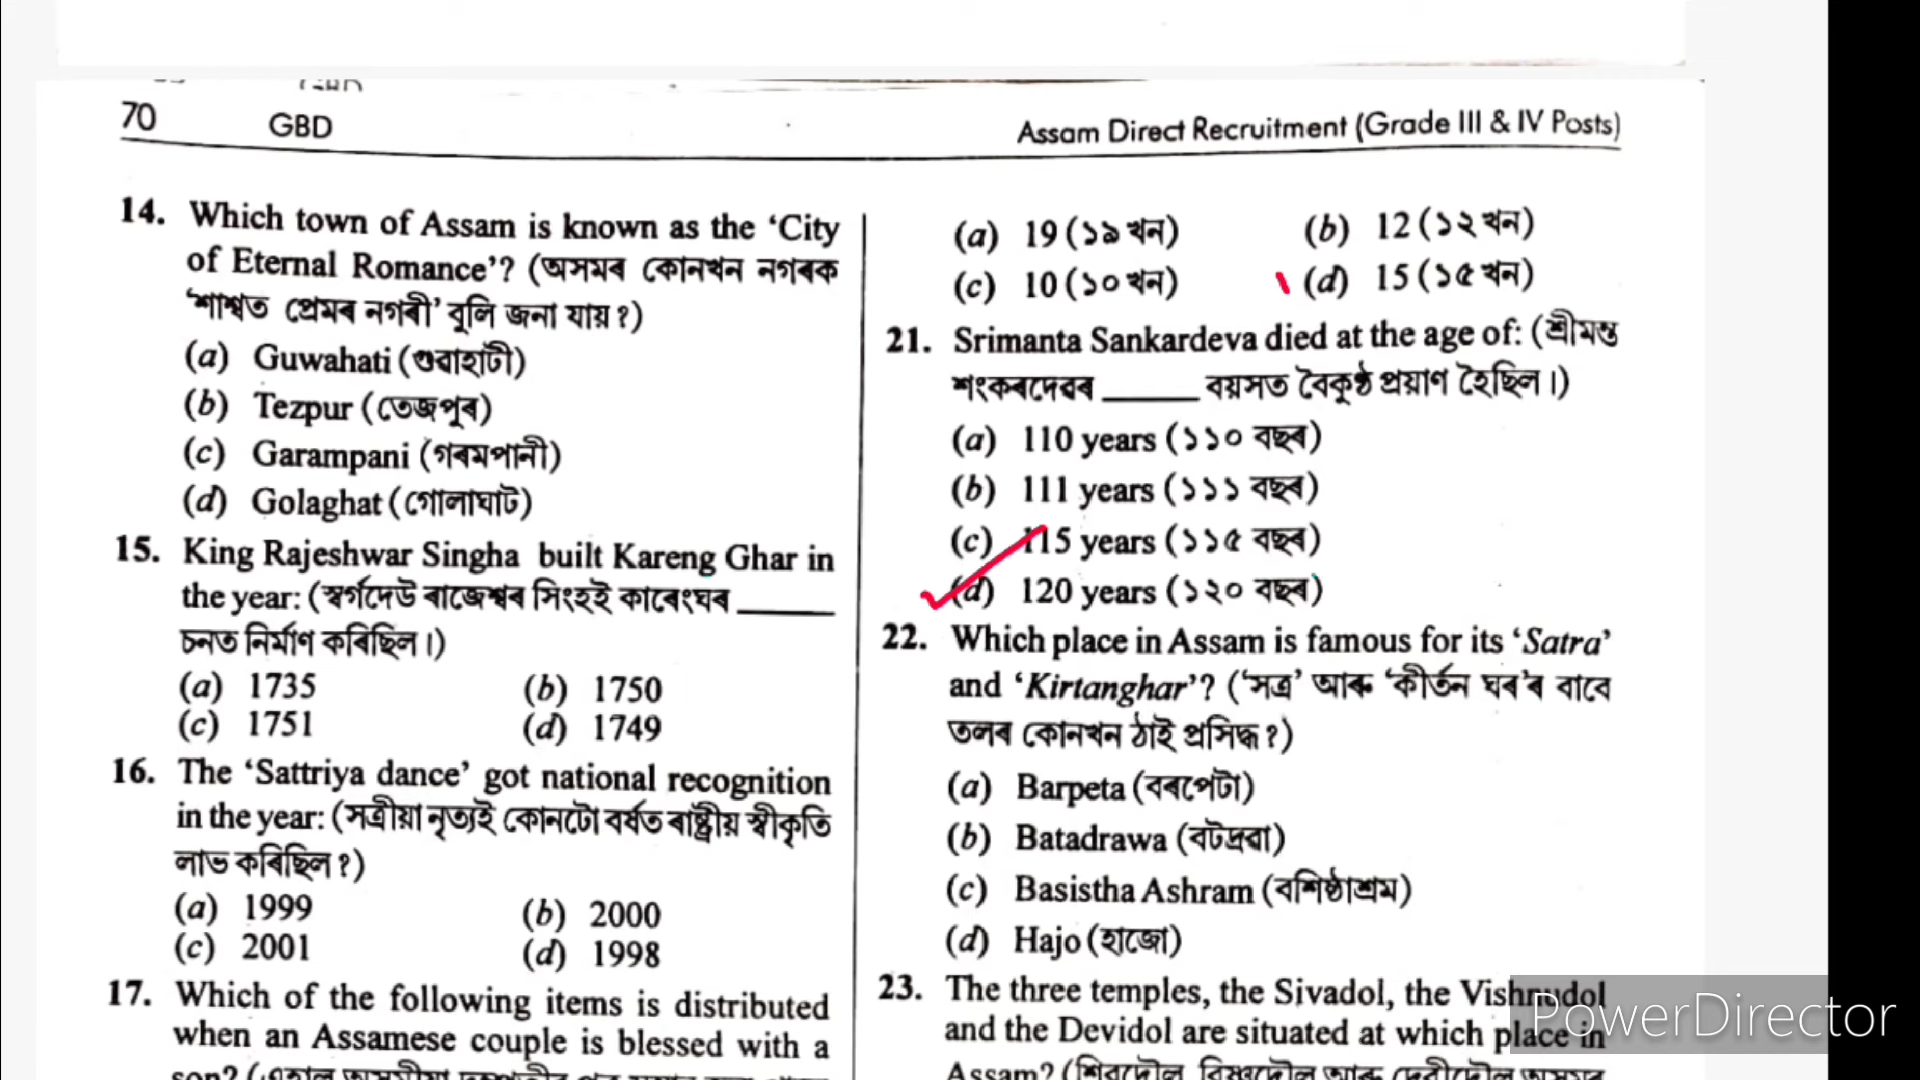 70 GBD Assam Direct Recruitment (Grade III & IV Posts)
14. Which town of Assam is known as the ‘City
of Eternal Romance’? (অসমৰ কোনখন নগৰক
‘শাশ্বত প্ৰেমৰ নগৰী’ বুলি জনা যায়?)
(a) Guwahati (গুৱাহাটী)
(b) Tezpur (তেজপুৰ)
(c) Garampani (গৰমপানী)
(d) Golaghat (গোলাঘাট)
15. King Rajeshwar Singha built Kareng Ghar in
the year: (স্বৰ্গদেউ ৰাজেশ্বৰ সিংহই কাৰেংঘৰ ______
চনত নিৰ্মাণ কৰিছিল।)
(a) 1735 (b) 1750
(c) 1751 (d) 1749
16. The ‘Sattriya dance’ got national recognition
in the year: (সত্ৰীয়া নৃত্যই কোনটো বৰ্ষত ৰাষ্ট্ৰীয় স্বীকৃতি
লাভ কৰিছিল?)
(a) 1999 (b) 2000
(c) 2001 (d) 1998
17. Which of the following items is distributed
when an Assamese couple is blessed with a
son?
(a) 19 (১৯ খন) (b) 12 (১২ খন)
(c) 10 (১০ খন) (d) 15 (১৫ খন)
21. Srimanta Sankardeva died at the age of: (শ্ৰীমন্ত
শংকৰদেৱৰ ______ বয়সত বৈকুণ্ঠ প্ৰয়াণ হৈছিল।)
(a) 110 years (১১০ বছৰ)
(b) 111 years (১১১ বছৰ)
(c) 115 years (১১৫ বছৰ)
(d) 120 years (১২০ বছৰ)
22. Which place in Assam is famous for its ‘Satra’
and ‘Kirtanghar’? (‘সত্ৰ’ আৰু ‘কীৰ্তন ঘৰ’ৰ বাবে
তলৰ কোনখন ঠাই প্ৰসিদ্ধ?)
(a) Barpeta (বৰপেটা)
(b) Batadrawa (বটদ্ৰৱা)
(c) Basistha Ashram (বশিষ্ঠাশ্ৰম)
(d) Hajo (হাজো)
23. The three temples, the Sivadol, the Vishnudol
and the Devidol are situated at which place in
Assam? (শিৱদৌল, বিষ্ণুদৌল আৰু দেৱীদৌল অসমৰ
PowerDirector